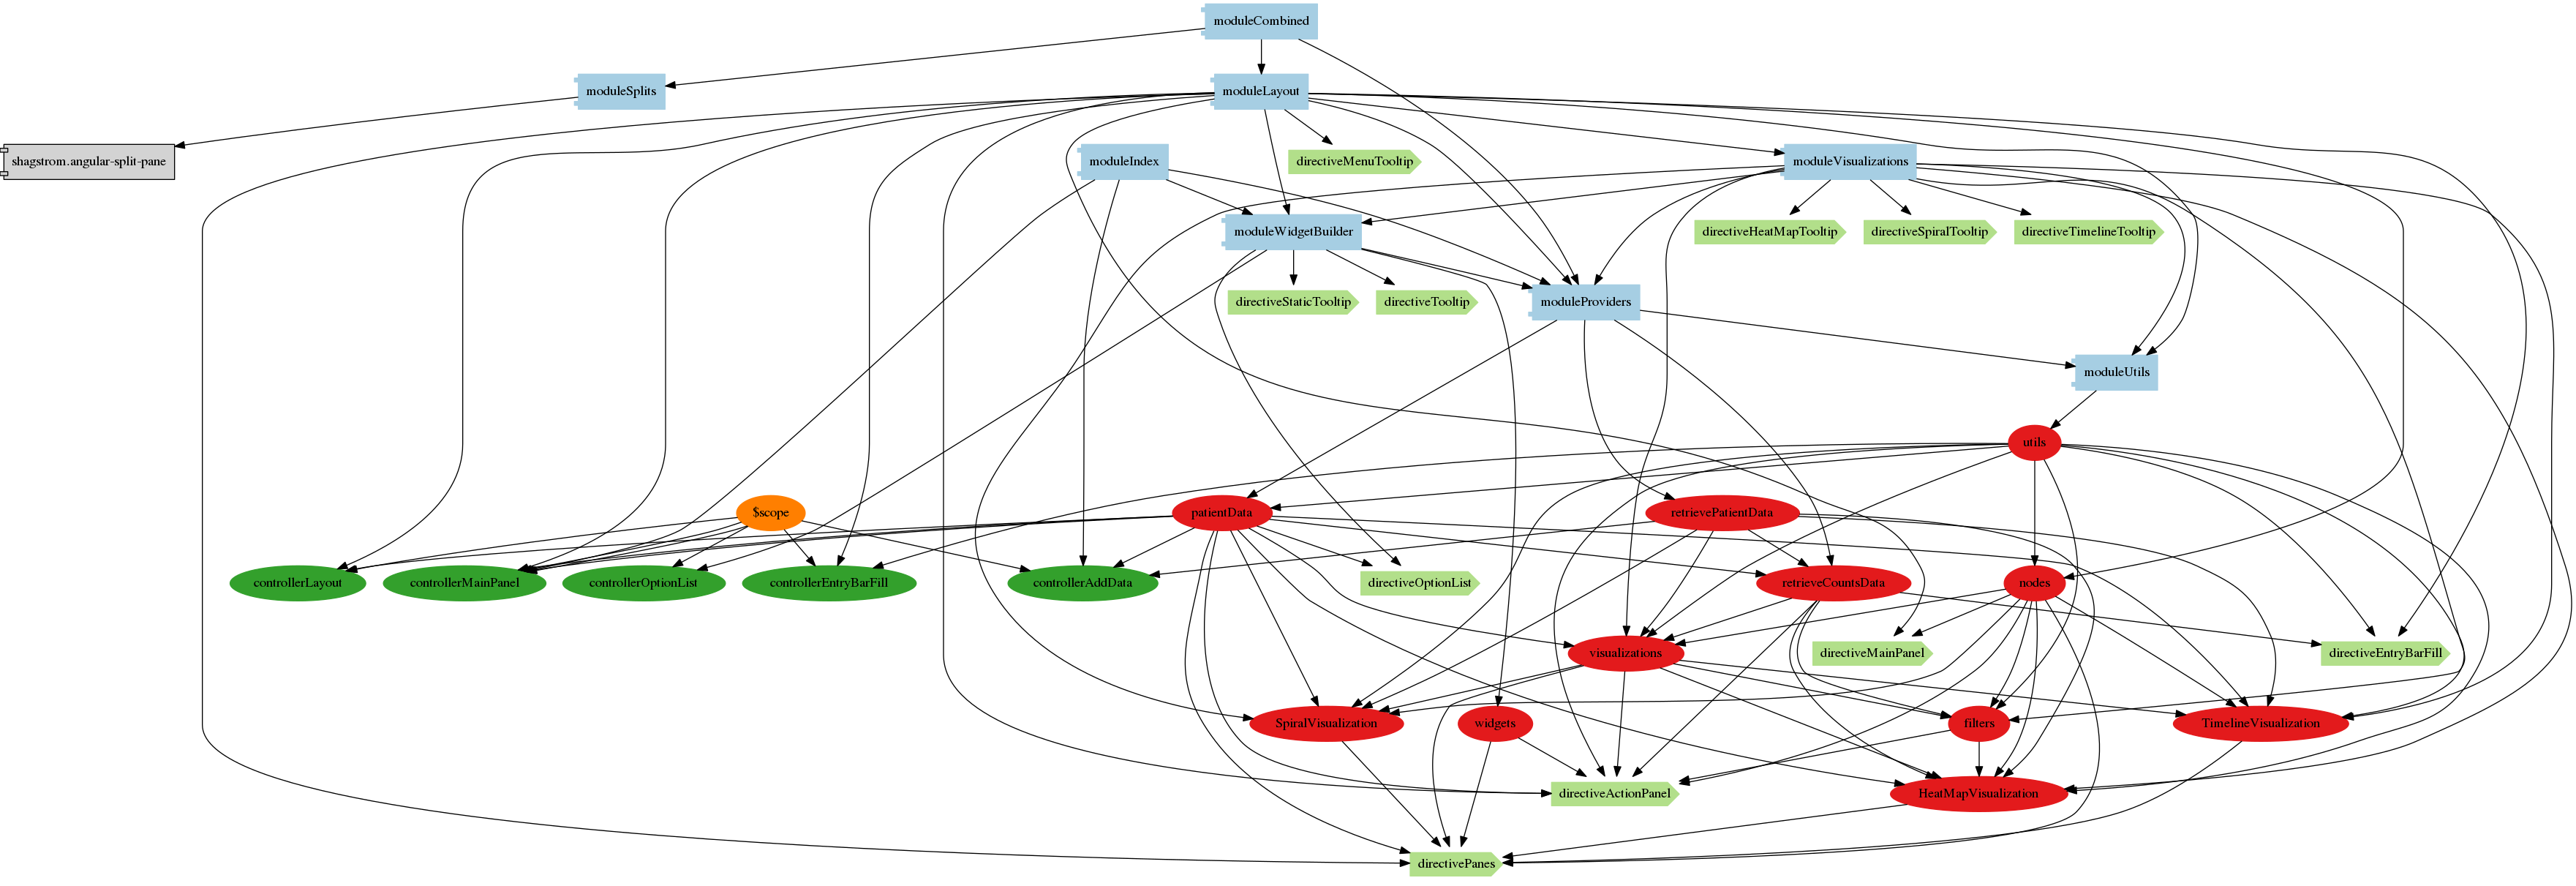 moduleCombined
moduleSplits
moduleLayout
shagstrom.angular-split-pane
moduleIndex
directiveMenuTooltip
moduleVisualizations
moduleWidgetBuilder
directiveHeatMapTooltip
directiveSpiralTooltip
directiveTimelineTooltip
directiveStaticTooltip
directiveTooltip
moduleProviders
moduleUtils
utils
$scope
patientData
retrievePatientData
controllerLayout
controllerMainPanel
controllerOptionList
controllerEntryBarFill
controllerAddData
directiveOptionList
retrieveCountsData
nodes
visualizations
directiveMainPanel
directiveEntryBarFill
SpiralVisualization
widgets
filters
TimelineVisualization
directiveActionPanel
HeatMapVisualization
directivePanes